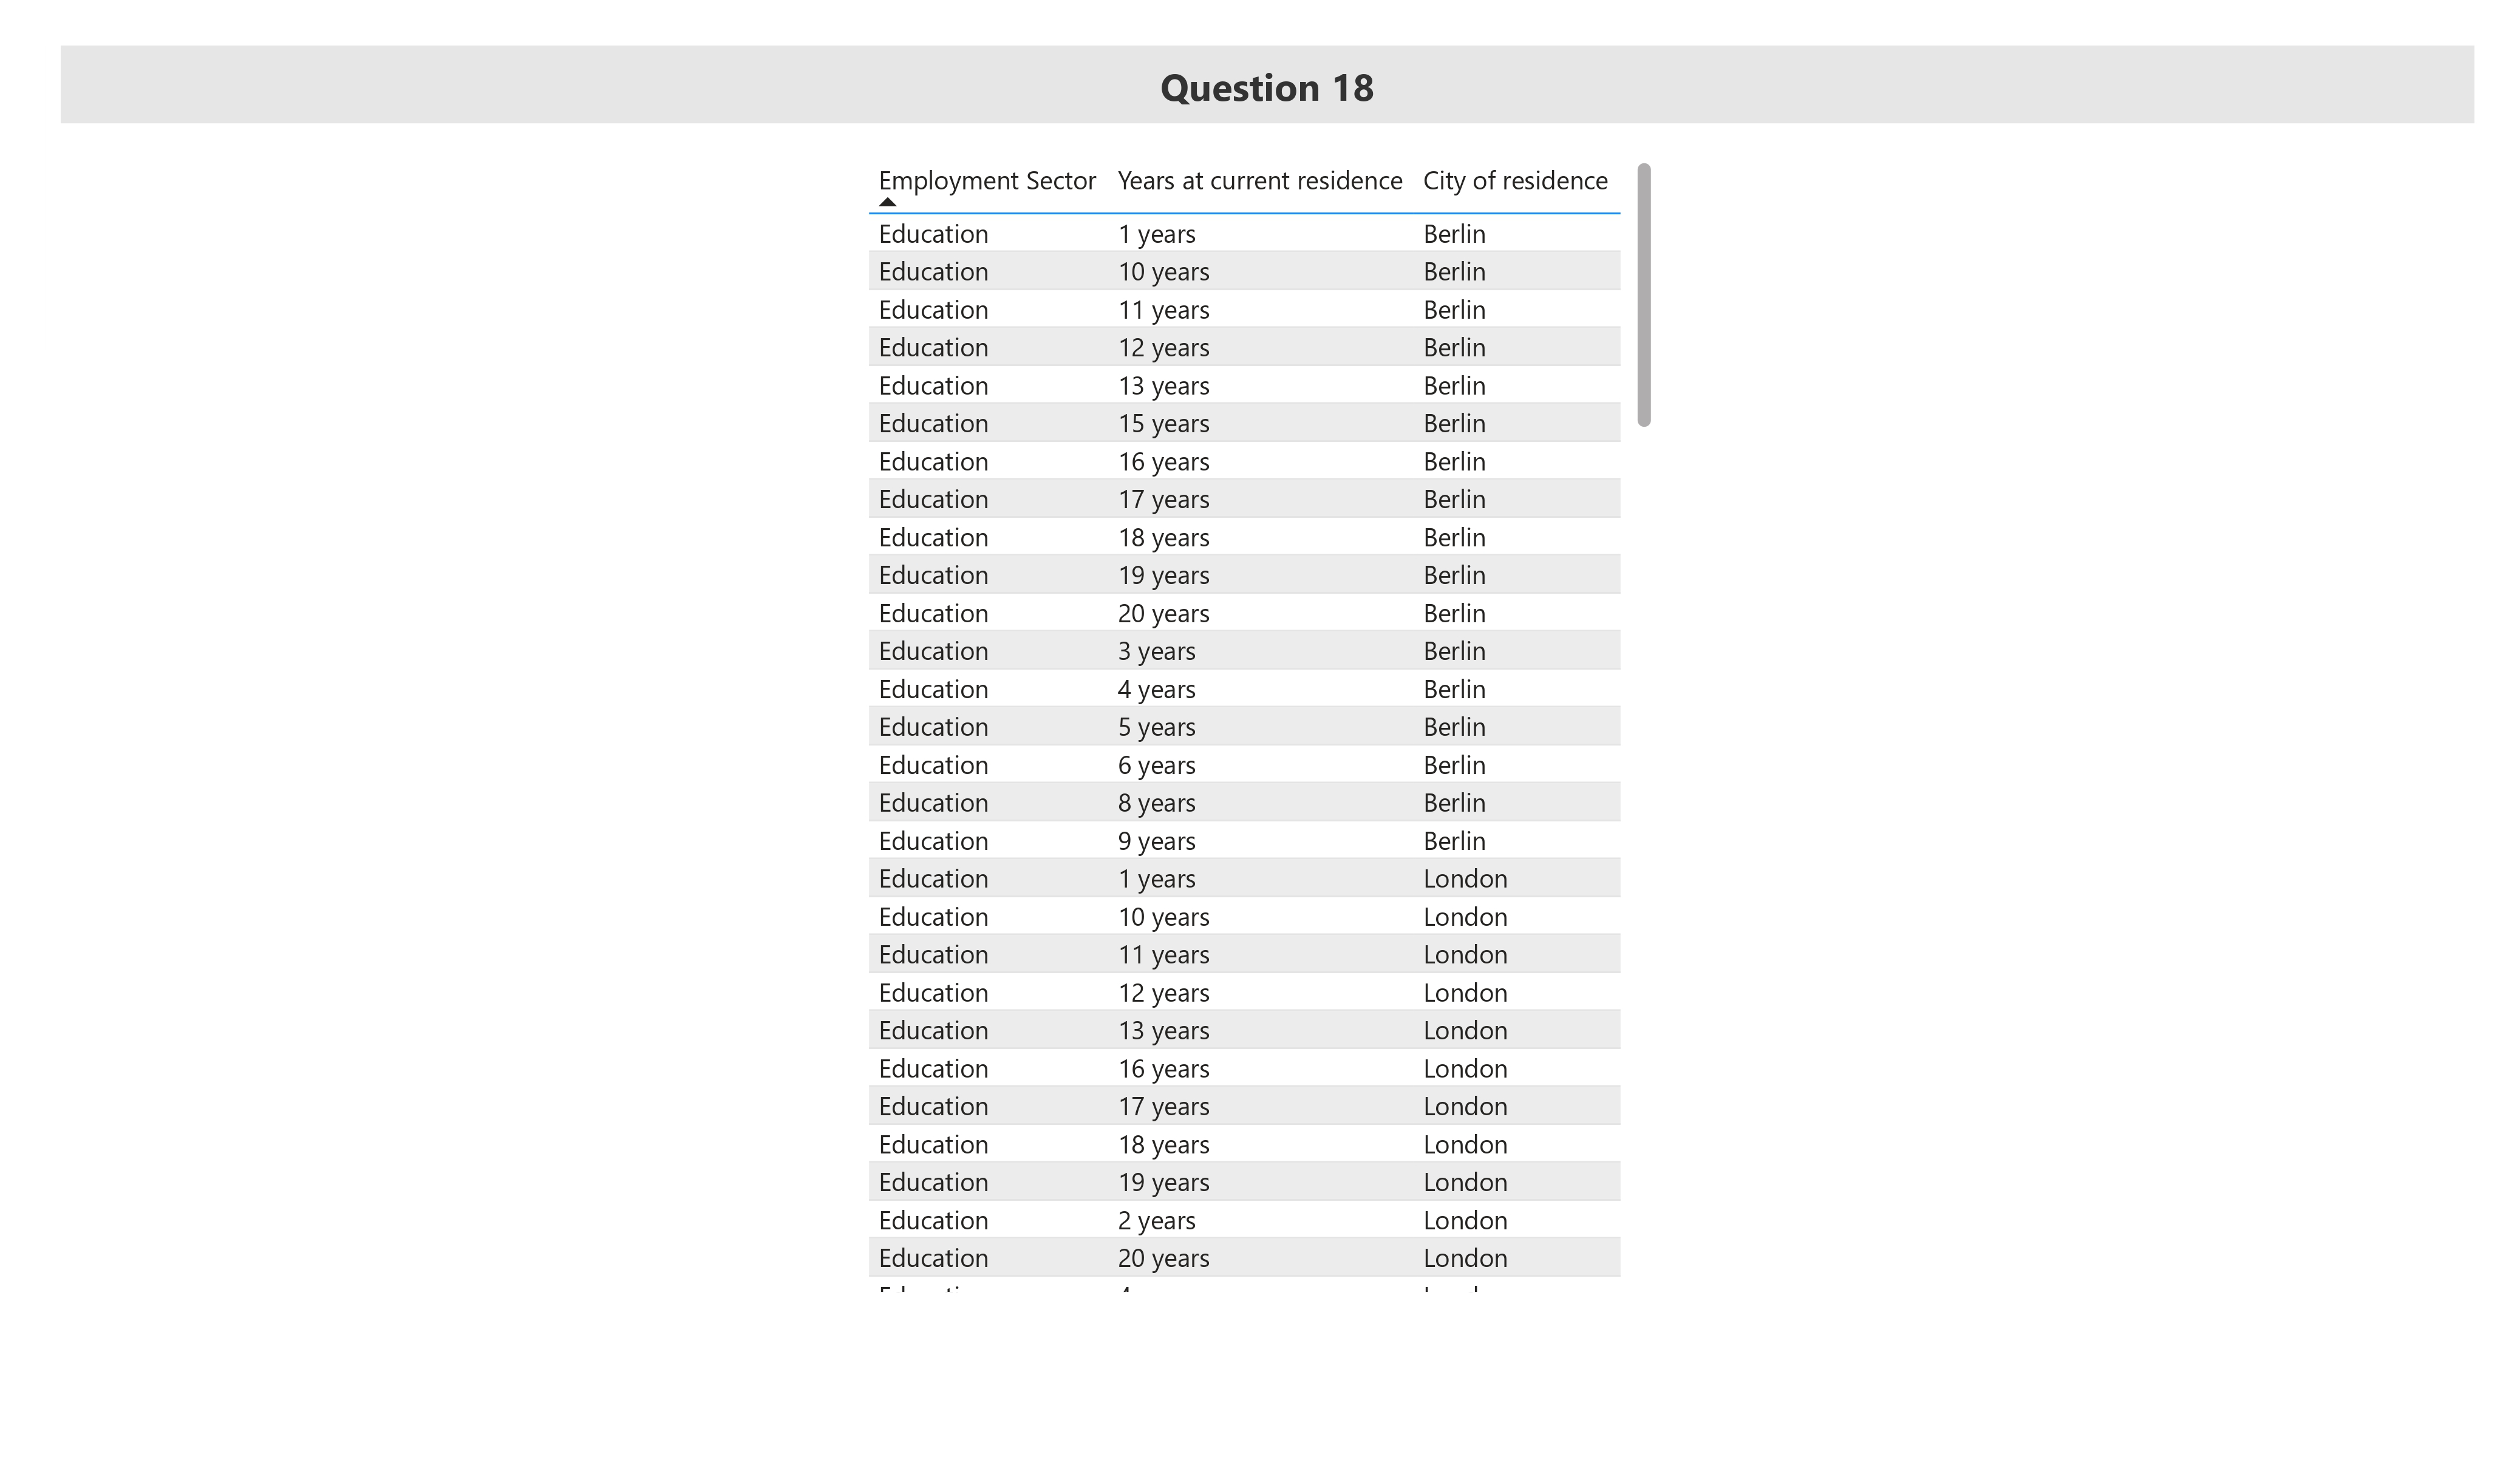 Question 18
Employment Sector Years at current residence City of residence
Education 1 years Berlin
Education 10 years Berlin
Education 11 years Berlin
Education 12 years Berlin
Education 13 years Berlin
Education 15 years Berlin
Education 16 years Berlin
Education 17 years Berlin
Education 18 years Berlin
Education 19 years Berlin
Education 20 years Berlin
Education 3 years Berlin
Education 4 years Berlin
Education 5 years Berlin
Education 6 years Berlin
Education 8 years Berlin
Education 9 years Berlin
Education 1 years London
Education 10 years London
Education 11 years London
Education 12 years London
Education 13 years London
Education 16 years London
Education 17 years London
Education 18 years London
Education 19 years London
Education 2 years London
Education 20 years London